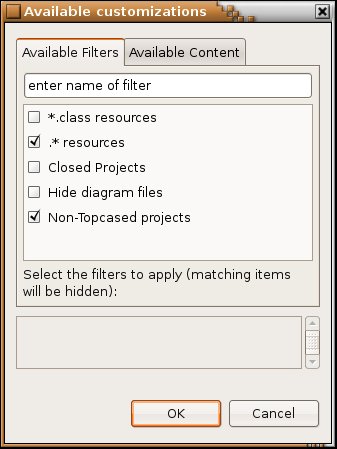 Available customizations
Available Filters
Available Content
enter name of filter
*.class resources
.* resources
Closed Projects
Hide diagram files
Non-Topcased projects
Select the filters to apply (matching items
will be hidden):
OK
Cancel